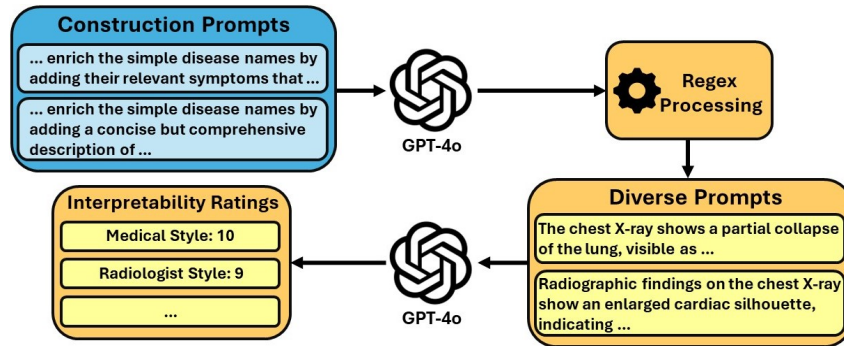 Construction Prompts
... enrich the simple disease names by
adding their relevant symptoms that ...
... enrich the simple disease names by
adding a concise but comprehensive
description of ...
GPT-4o
Regex
Processing
Diverse Prompts
The chest X-ray shows a partial collapse
of the lung, visible as ...
Radiographic findings on the chest X-ray
show an enlarged cardiac silhouette,
indicating ...
GPT-4o
Interpretability Ratings
Medical Style: 10
Radiologist Style: 9
...